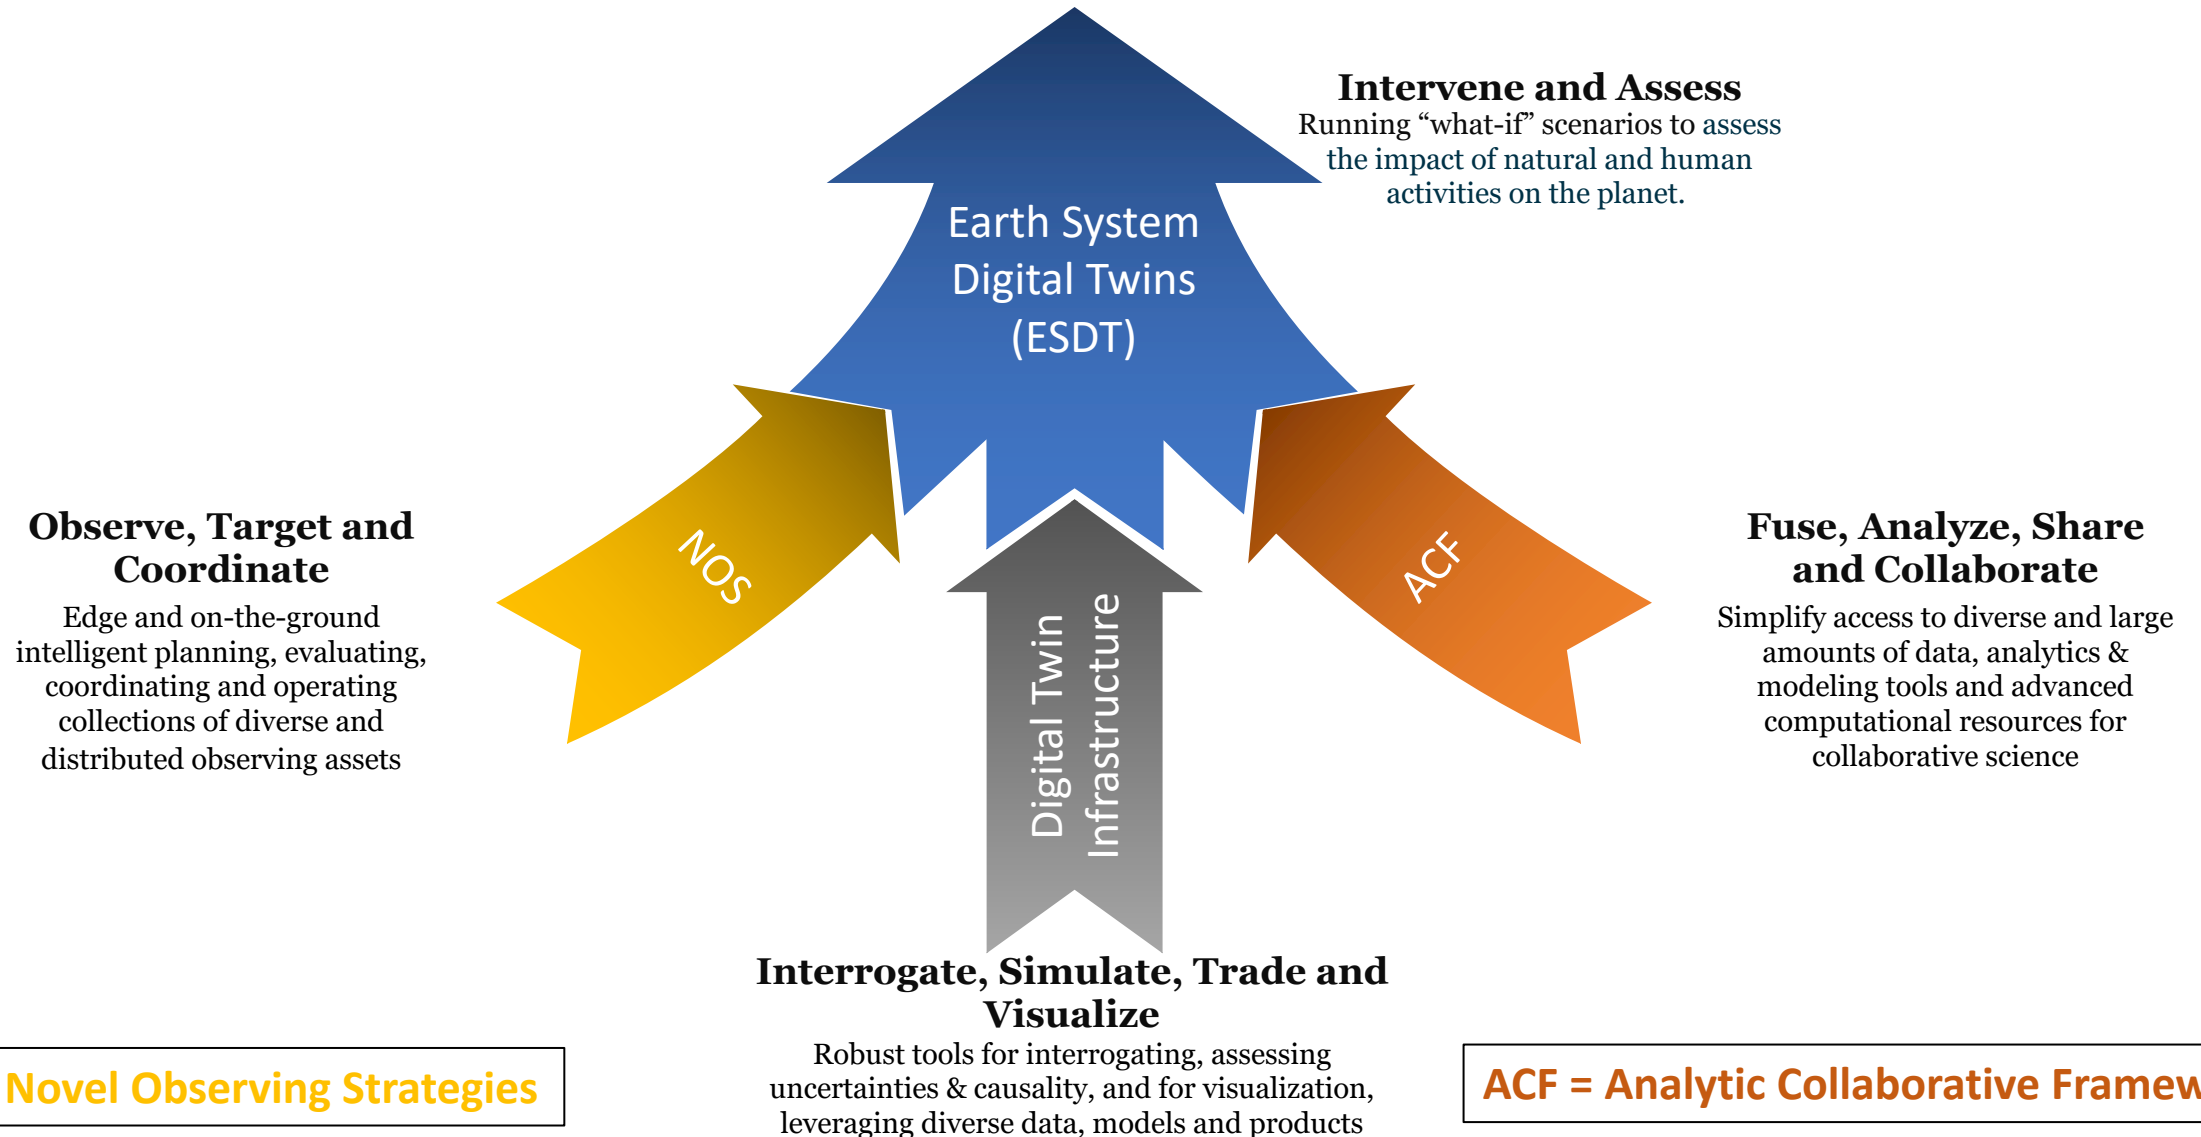 Intervene and Assess
Running “what-if” scenarios to assess
the impact of natural and human
activities on the planet.
Earth System
Digital Twins
(ESDT)
NOS
ACF
Digital Twin
Infrastructure
Observe, Target and
Coordinate
Edge and on-the-ground
intelligent planning, evaluating,
coordinating and operating
collections of diverse and
distributed observing assets
Fuse, Analyze, Share
and Collaborate
Simplify access to diverse and large
amounts of data, analytics &
modeling tools and advanced
computational resources for
collaborative science
Interrogate, Simulate, Trade and
Visualize
Robust tools for interrogating, assessing
uncertainties & causality, and for visualization,
leveraging diverse data, models and products
Novel Observing Strategies
ACF = Analytic Collaborative